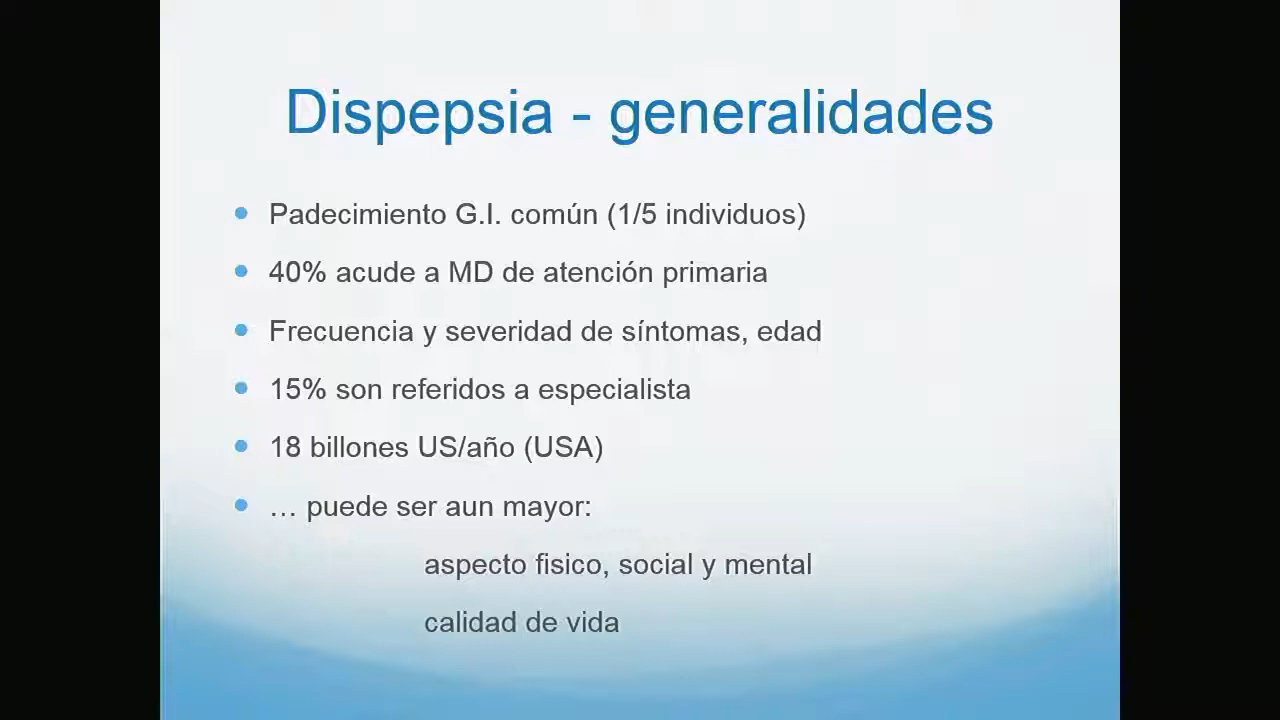 Dispepsia - generalidades
Padecimiento G.I. común (1/5 individuos)
40% acude a MD de atención primaria
Frecuencia y severidad de síntomas, edad
15% son referidos a especialista
18 billones US/año (USA)
… puede ser aun mayor:
aspecto fisico, social y mental
calidad de vida